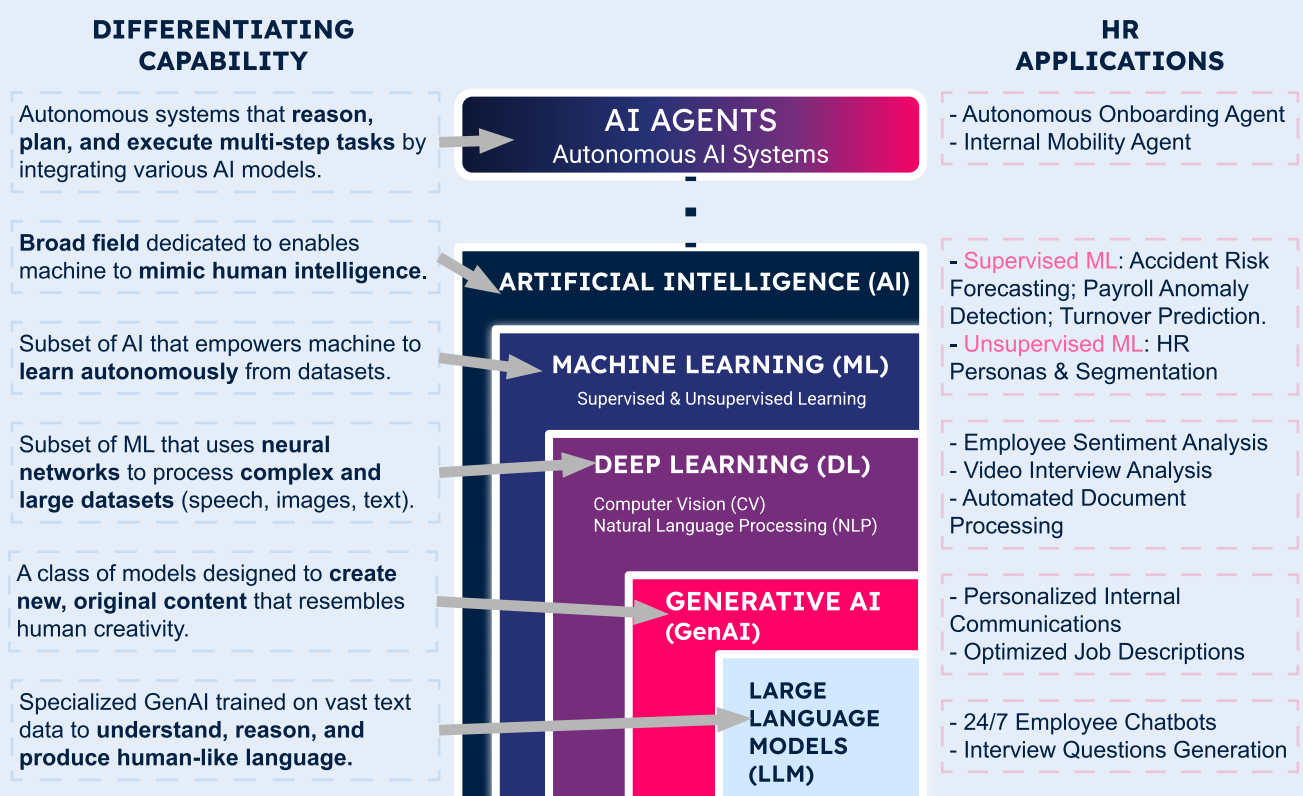 DIFFERENTIATING
CAPABILITY
HR
APPLICATIONS
Autonomous systems that reason,
plan, and execute multi-step tasks by
integrating various AI models.
AI AGENTS
Autonomous AI Systems
- Autonomous Onboarding Agent
- Internal Mobility Agent
Broad field dedicated to enables
machine to mimic human intelligence.
ARTIFICIAL INTELLIGENCE (AI)
Subset of AI that empowers machine to
learn autonomously from datasets.
MACHINE LEARNING (ML)
Supervised & Unsupervised Learning
- Supervised ML: Accident Risk
Forecasting; Payroll Anomaly
Detection; Turnover Prediction.
- Unsupervised ML: HR
Personas & Segmentation
Subset of ML that uses neural
networks to process complex and
large datasets (speech, images, text).
DEEP LEARNING (DL)
Computer Vision (CV)
Natural Language Processing (NLP)
- Employee Sentiment Analysis
- Video Interview Analysis
- Automated Document
Processing
A class of models designed to create
new, original content that resembles
human creativity.
GENERATIVE AI
(GenAI)
- Personalized Internal
Communications
- Optimized Job Descriptions
Specialized GenAI trained on vast text
data to understand, reason, and
produce human-like language.
LARGE
LANGUAGE
MODELS
(LLM)
- 24/7 Employee Chatbots
- Interview Questions Generation